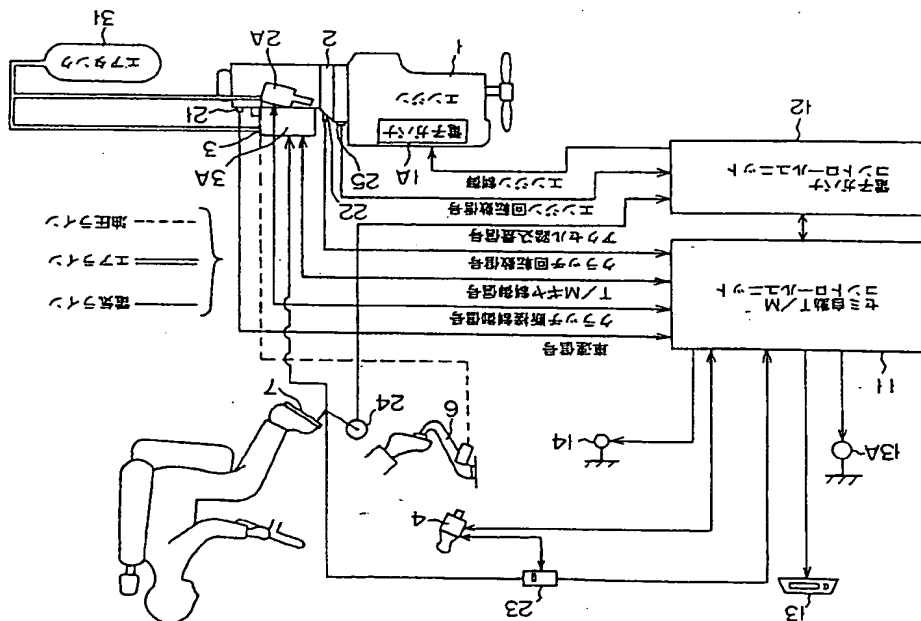 13
23
4
13A
14
6
24
7
11
車速信号
クラッチ断接制御信号
T/Mギヤ制御信号
クラッチ回転数信号
アクセル踏込量信号
エンジン回転数信号
エンジン制御
セミ自動T/M
コントロールユニット
電子ガバナ
コントロールユニット
12
電気ライン
エアライン
油圧ライン
1A
電子ガバナ
エンジン
1
25
22
3A
3
21
2
2A
エアタンク
31